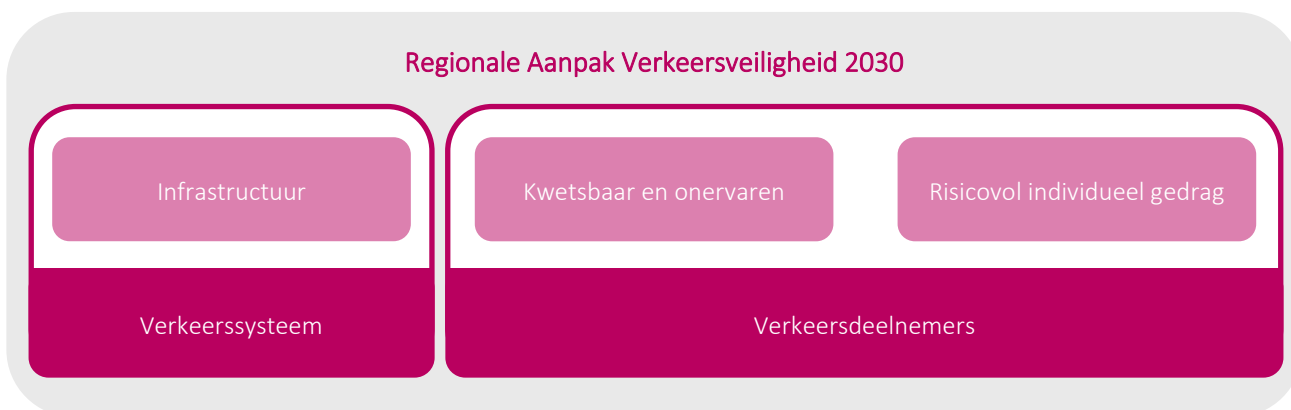 Regionale Aanpak Verkeersveiligheid 2030
Infrastructuur
Kwetsbaar en onervaren
Risicovol individueel gedrag
Verkeerssysteem
Verkeersdeelnemers